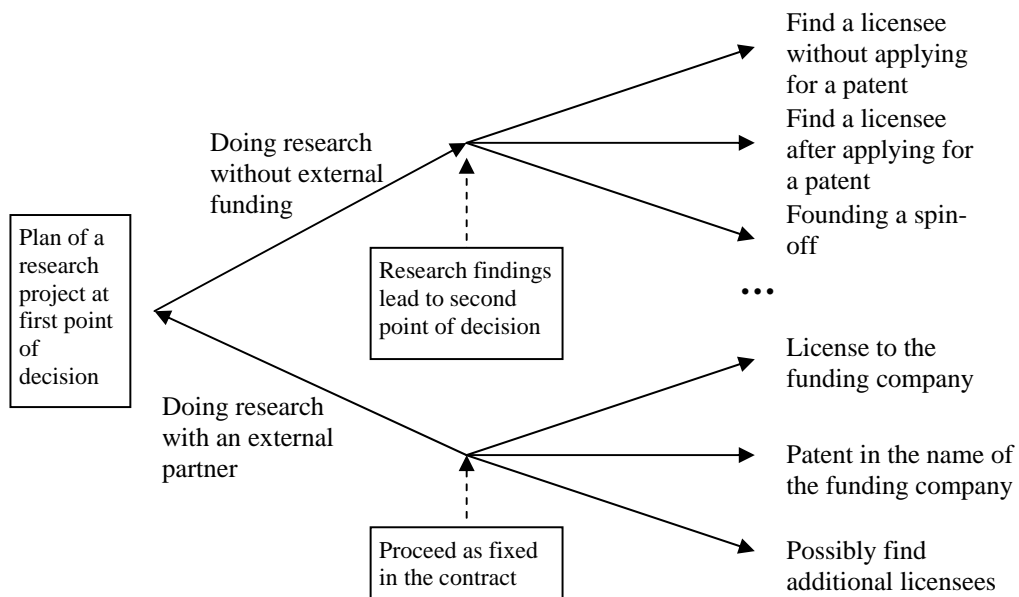 Find a licensee
without applying
for a patent
Doing research
without external
funding
Find a licensee
after applying for
a patent
Founding a spin-
off
Plan of a
research
project at
first point
of
decision
Research findings
lead to second
point of decision
...
License to the
funding company
Doing research
with an external
partner
Patent in the name of
the funding company
Proceed as fixed
in the contract
Possibly find
additional licensees